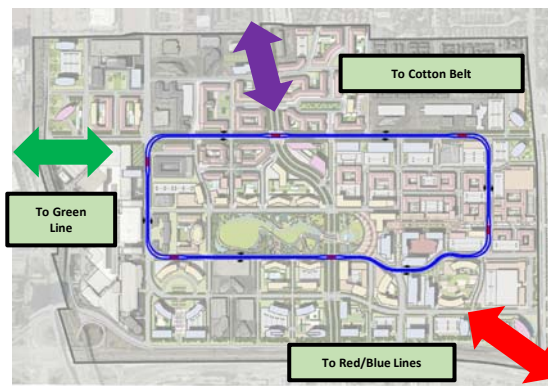 To Cotton Belt
To Green
Line
To Red/Blue Lines